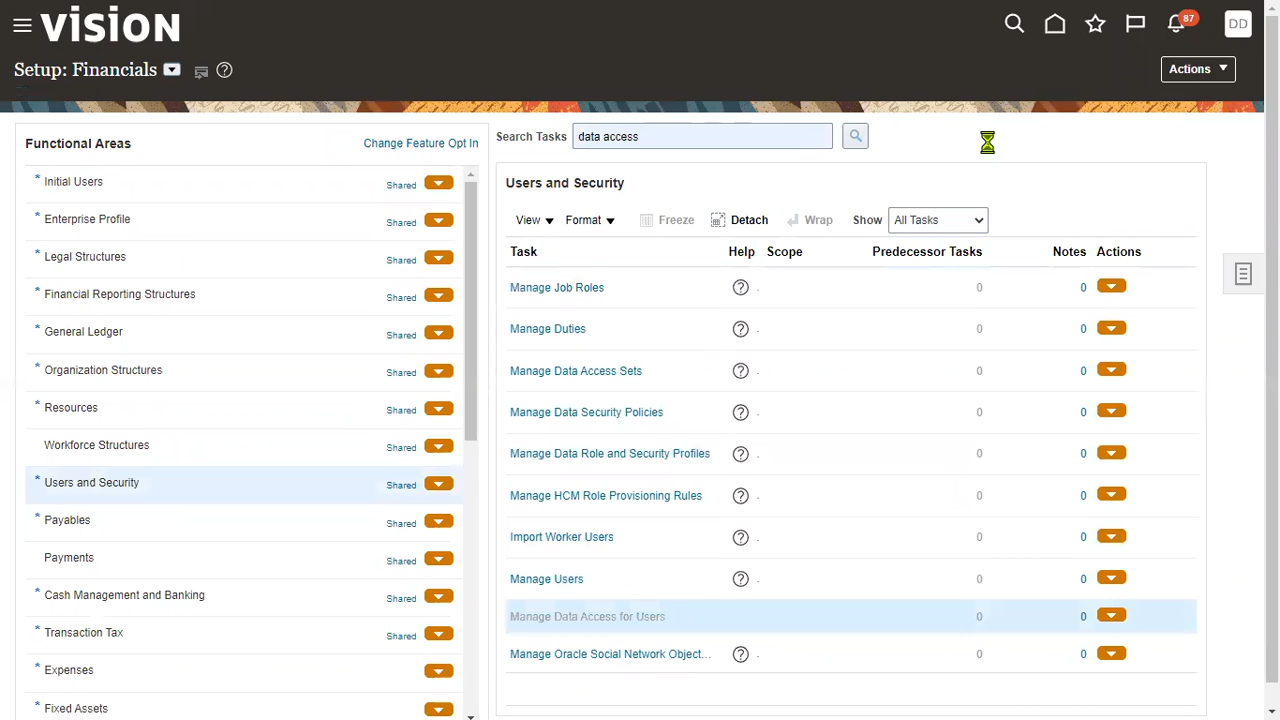 VISION
87
DD
Setup: Financials
Actions
Functional Areas
Change Feature Opt In
* Initial Users Shared
* Enterprise Profile Shared
* Legal Structures Shared
* Financial Reporting Structures Shared
* General Ledger Shared
* Organization Structures Shared
* Resources Shared
Workforce Structures Shared
* Users and Security Shared
* Payables Shared
Payments Shared
* Cash Management and Banking Shared
* Transaction Tax Shared
* Expenses
* Fixed Assets
Search Tasks data access
Users and Security
View Format Freeze Detach Wrap Show All Tasks
Task Help Scope Predecessor Tasks Notes Actions
Manage Job Roles . 0 0
Manage Duties . 0 0
Manage Data Access Sets . 0 0
Manage Data Security Policies . 0 0
Manage Data Role and Security Profiles . 0 0
Manage HCM Role Provisioning Rules . 0 0
Import Worker Users . 0 0
Manage Users . 0 0
Manage Data Access for Users 0 0
Manage Oracle Social Network Object... . 0 0